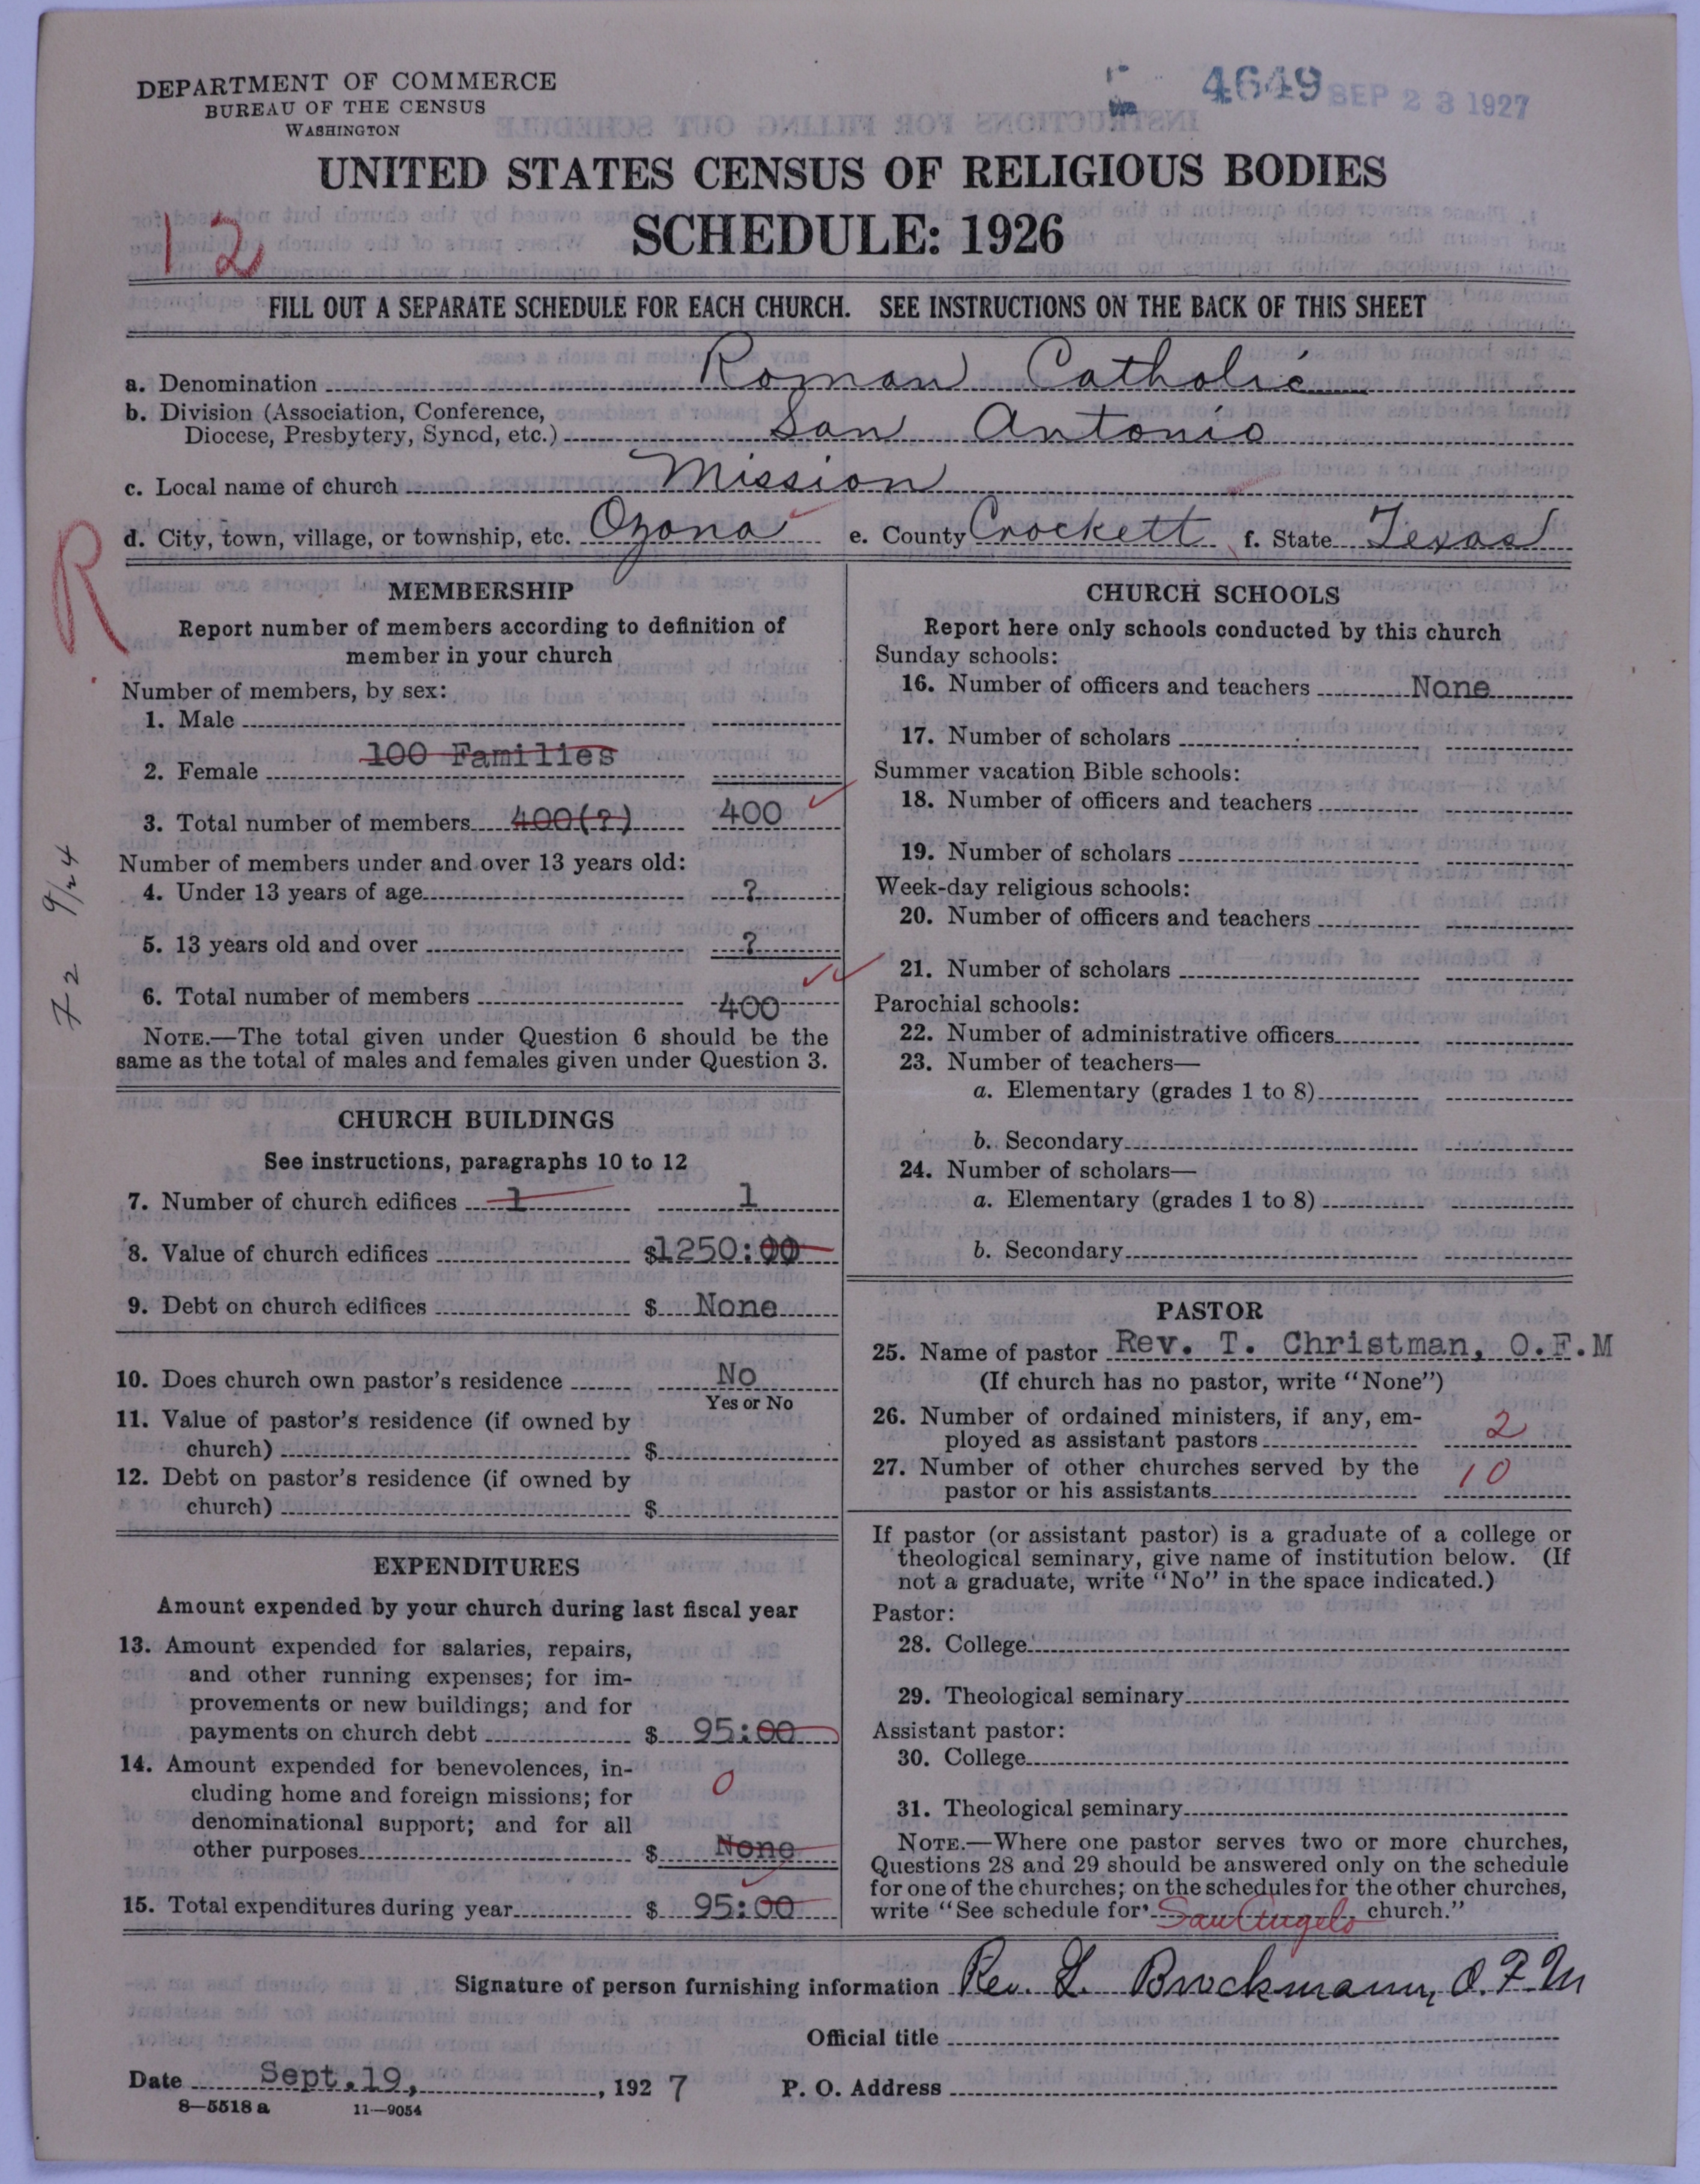 DEPARTMENT OF COMMERCE
BUREAU OF THE CENSUS
WASHINGTON
4649 SEP 23 1927
UNITED STATES CENSUS OF RELIGIOUS BODIES
SCHEDULE: 1926
12
FILL OUT A SEPARATE SCHEDULE FOR EACH CHURCH. SEE INSTRUCTIONS ON THE BACK OF THIS SHEET
a. Denomination Roman Catholic
b. Division (Association, Conference,
Diocese, Presbytery, Synod, etc.) San Antonio
c. Local name of church Mission
d. City, town, village, or township, etc. Ozona e. County Crockett f. State Texas
R
MEMBERSHIP
Report number of members according to definition of
member in your church
Number of members, by sex:
1. Male
100 Families
2. Female
3. Total number of members 400(?) 400
Number of members under and over 13 years old:
4. Under 13 years of age ?
5. 13 years old and over ?
6. Total number of members 400
NOTE.—The total given under Question 6 should be the
same as the total of males and females given under Question 3.
72 9/24
CHURCH BUILDINGS
See instructions, paragraphs 10 to 12
7. Number of church edifices 1 1
8. Value of church edifices $1250:00
9. Debt on church edifices $ None
10. Does church own pastor's residence No
Yes or No
11. Value of pastor's residence (if owned by
church) $
12. Debt on pastor's residence (if owned by
church) $
EXPENDITURES
Amount expended by your church during last fiscal year
13. Amount expended for salaries, repairs,
and other running expenses; for im-
provements or new buildings; and for
payments on church debt $ 95:00
14. Amount expended for benevolences, in-
cluding home and foreign missions; for 0
denominational support; and for all
other purposes $ None
15. Total expenditures during year $ 95:00
CHURCH SCHOOLS
Report here only schools conducted by this church
Sunday schools:
16. Number of officers and teachers None
17. Number of scholars
Summer vacation Bible schools:
18. Number of officers and teachers
19. Number of scholars
Week-day religious schools:
20. Number of officers and teachers
21. Number of scholars
Parochial schools:
22. Number of administrative officers
23. Number of teachers—
a. Elementary (grades 1 to 8)
b. Secondary
24. Number of scholars—
a. Elementary (grades 1 to 8)
b. Secondary
PASTOR
25. Name of pastor Rev. T. Christman, O.F.M
(If church has no pastor, write "None")
26. Number of ordained ministers, if any, em-
ployed as assistant pastors 2
27. Number of other churches served by the
pastor or his assistants 10
If pastor (or assistant pastor) is a graduate of a college or
theological seminary, give name of institution below. (If
not a graduate, write "No" in the space indicated.)
Pastor:
28. College
29. Theological seminary
Assistant pastor:
30. College
31. Theological seminary
NOTE.—Where one pastor serves two or more churches,
Questions 28 and 29 should be answered only on the schedule
for one of the churches; on the schedules for the other churches,
write "See schedule for San Angelo church."
Signature of person furnishing information Rev. L. Brockmann, O.F.M
Official title
Date Sept.19, 1927 P. O. Address
8—5518 a 11—9054